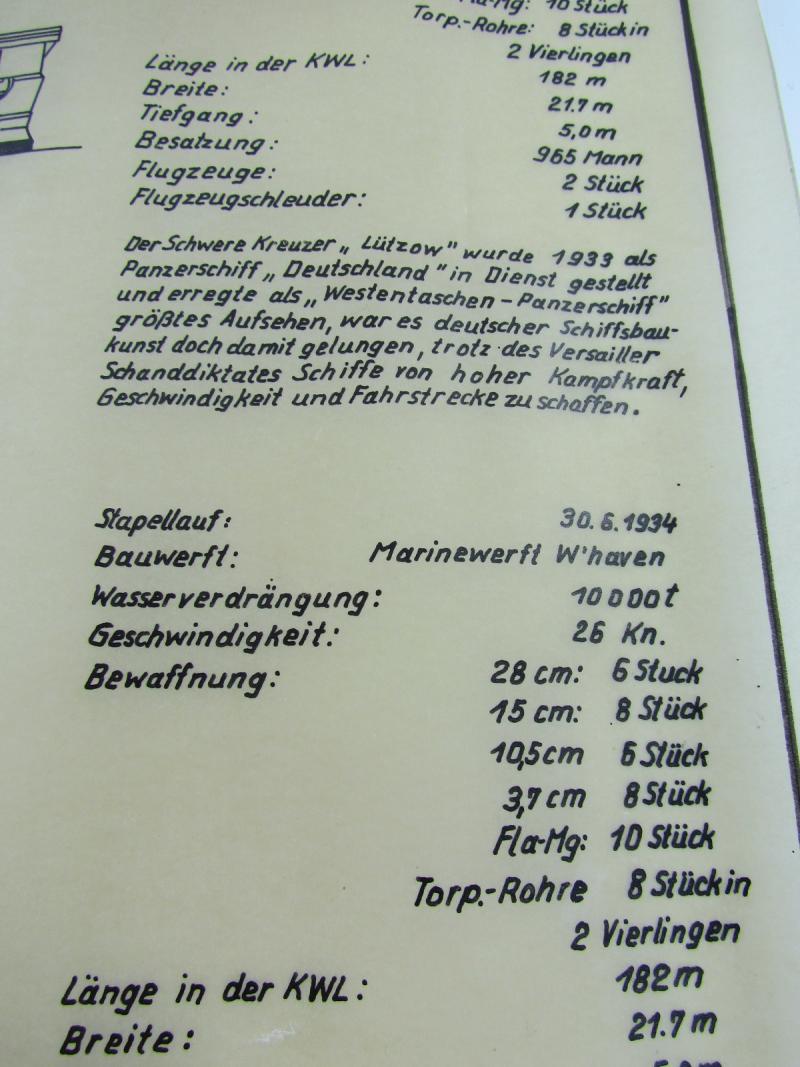 Fla-Mg: 10 Stück
Torp.-Rohre: 8 Stück in
2 Vierlingen
Länge in der KWL: 182 m
Breite: 21.7 m
Tiefgang: 5,0 m
Besatzung: 965 Mann
Flugzeuge: 2 Stück
Flugzeugschleuder: 1 Stück
Der Schwere Kreuzer „Lützow" wurde 1933 als
Panzerschiff „Deutschland" in Dienst gestellt
und erregte als „Westentaschen-Panzerschiff"
größtes Aufsehen, war es deutscher Schiffsbau-
kunst doch damit gelungen, trotz des Versailler
Schanddiktates Schiffe von hoher Kampfkraft,
Geschwindigkeit und Fahrstrecke zu schaffen.
Stapellauf: 30.6.1934
Bauwerft: Marinewerft W'haven
Wasserverdrängung: 10000t
Geschwindigkeit: 26 Kn.
Bewaffnung: 28 cm: 6 Stuck
15 cm: 8 Stück
10,5cm 6 Stück
3,7 cm 8 Stück
Fla-Mg: 10 Stück
Torp.-Rohre 8 Stück in
2 Vierlingen
Länge in der KWL: 182 m
Breite: 21.7 m